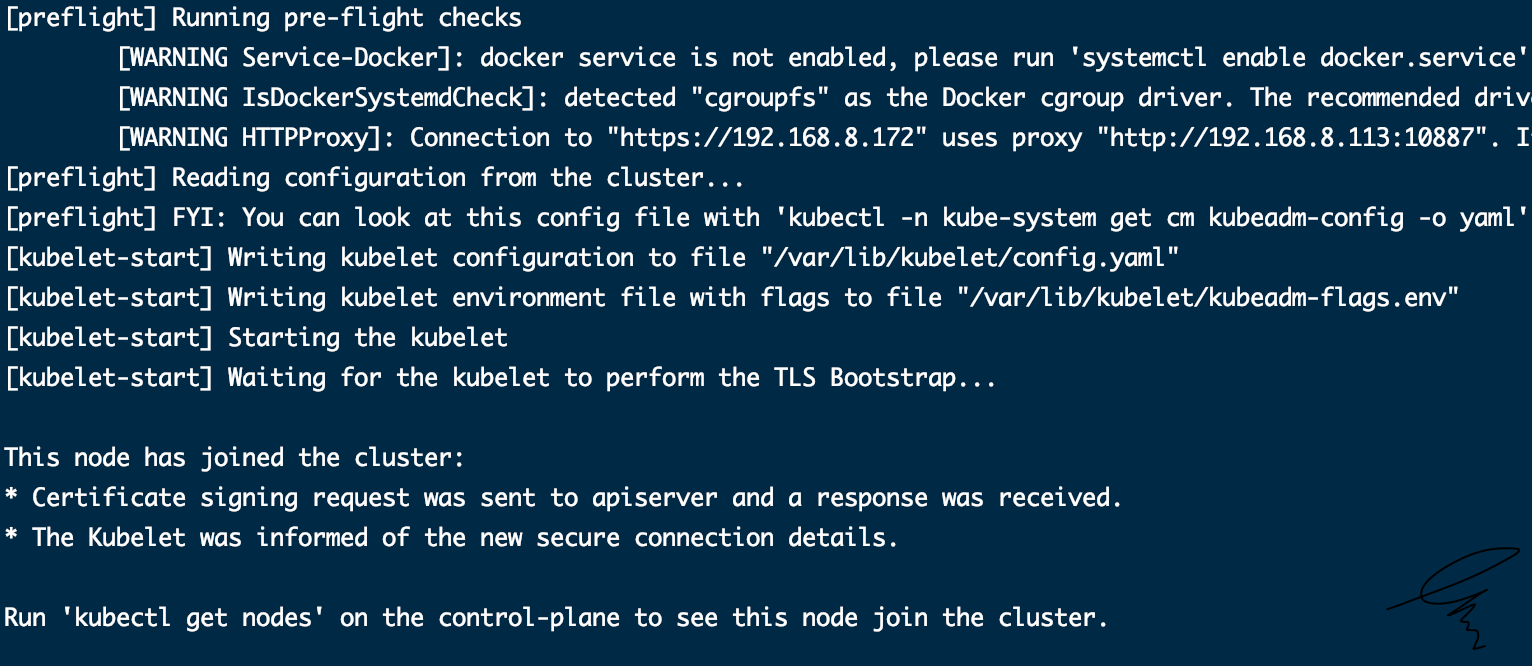 [preflight] Running pre-flight checks
[WARNING Service-Docker]: docker service is not enabled, please run 'systemctl enable docker.service'
[WARNING IsDockerSystemdCheck]: detected "cgroupfs" as the Docker cgroup driver. The recommended
[WARNING HTTPProxy]: Connection to "https://192.168.8.172" uses proxy "http://192.168.8.113:10887".
[preflight] Reading configuration from the cluster...
[preflight] FYI: You can look at this config file with 'kubectl -n kube-system get cm kubeadm-config -o yaml'
[kubelet-start] Writing kubelet configuration to file "/var/lib/kubelet/config.yaml"
[kubelet-start] Writing kubelet environment file with flags to file "/var/lib/kubelet/kubeadm-flags.env"
[kubelet-start] Starting the kubelet
[kubelet-start] Waiting for the kubelet to perform the TLS Bootstrap...
This node has joined the cluster:
* Certificate signing request was sent to apiserver and a response was received.
* The Kubelet was informed of the new secure connection details.
Run 'kubectl get nodes' on the control-plane to see this node join the cluster.